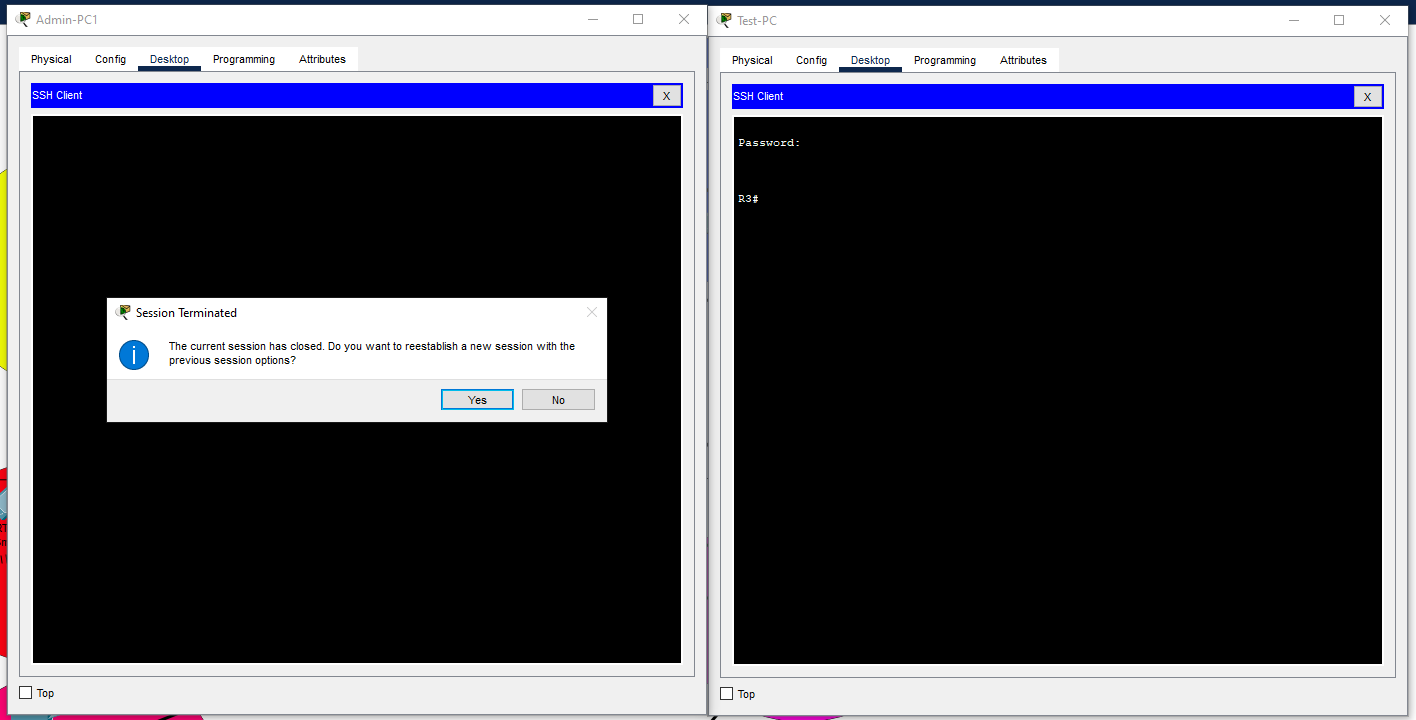 Admin-PC1
Physical Config Desktop Programming Attributes
SSH Client X
Session Terminated
The current session has closed. Do you want to reestablish a new session with the
previous session options?
Yes No
Top
Test-PC
Physical Config Desktop Programming Attributes
SSH Client X
Password:
R3#
Top